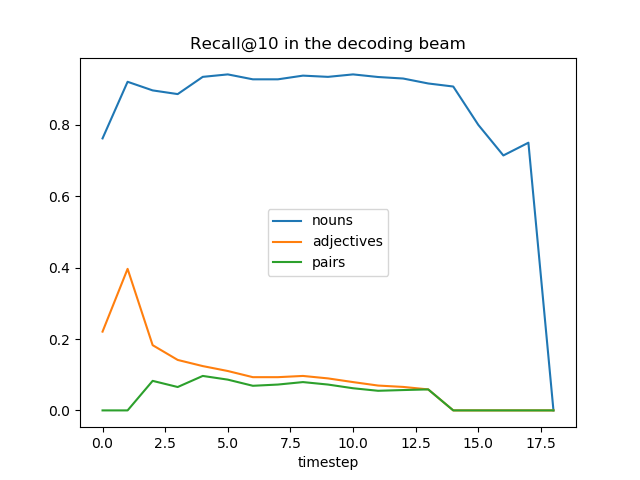 Recall@10 in the decoding beam
0.8
0.6
0.4
0.2
0.0
nouns
adjectives
pairs
0.0 2.5 5.0 7.5 10.0 12.5 15.0 17.5
timestep